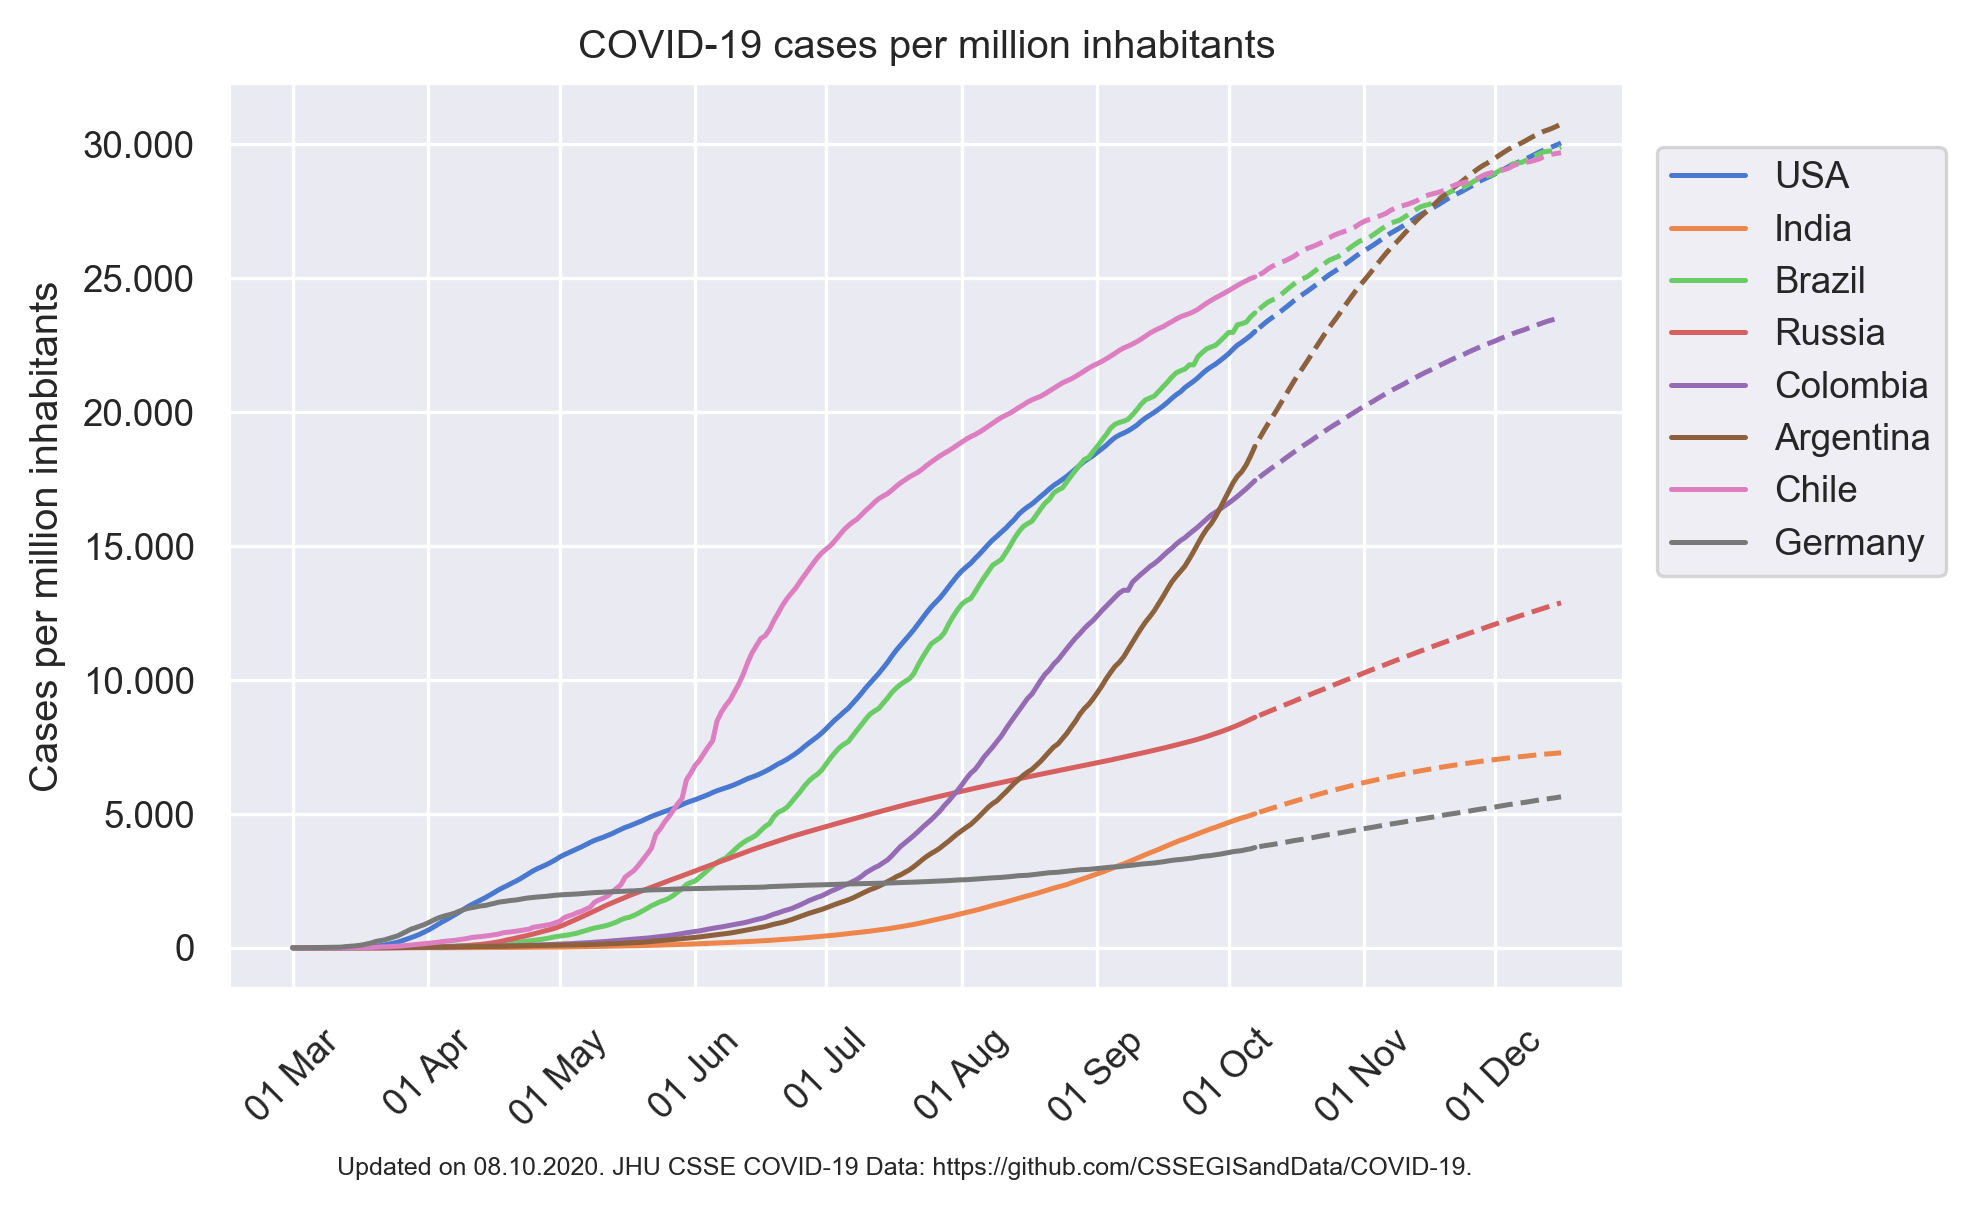 COVID-19 cases per million inhabitants
Cases per million inhabitants
30.000
25.000
20.000
15.000
10.000
5.000
0
01 Mar
01 Apr
01 May
01 Jun
01 Jul
01 Aug
01 Sep
01 Oct
01 Nov
01 Dec
USA
India
Brazil
Russia
Colombia
Argentina
Chile
Germany
Updated on 08.10.2020. JHU CSSE COVID-19 Data: https://github.com/CSSEGISandData/COVID-19.